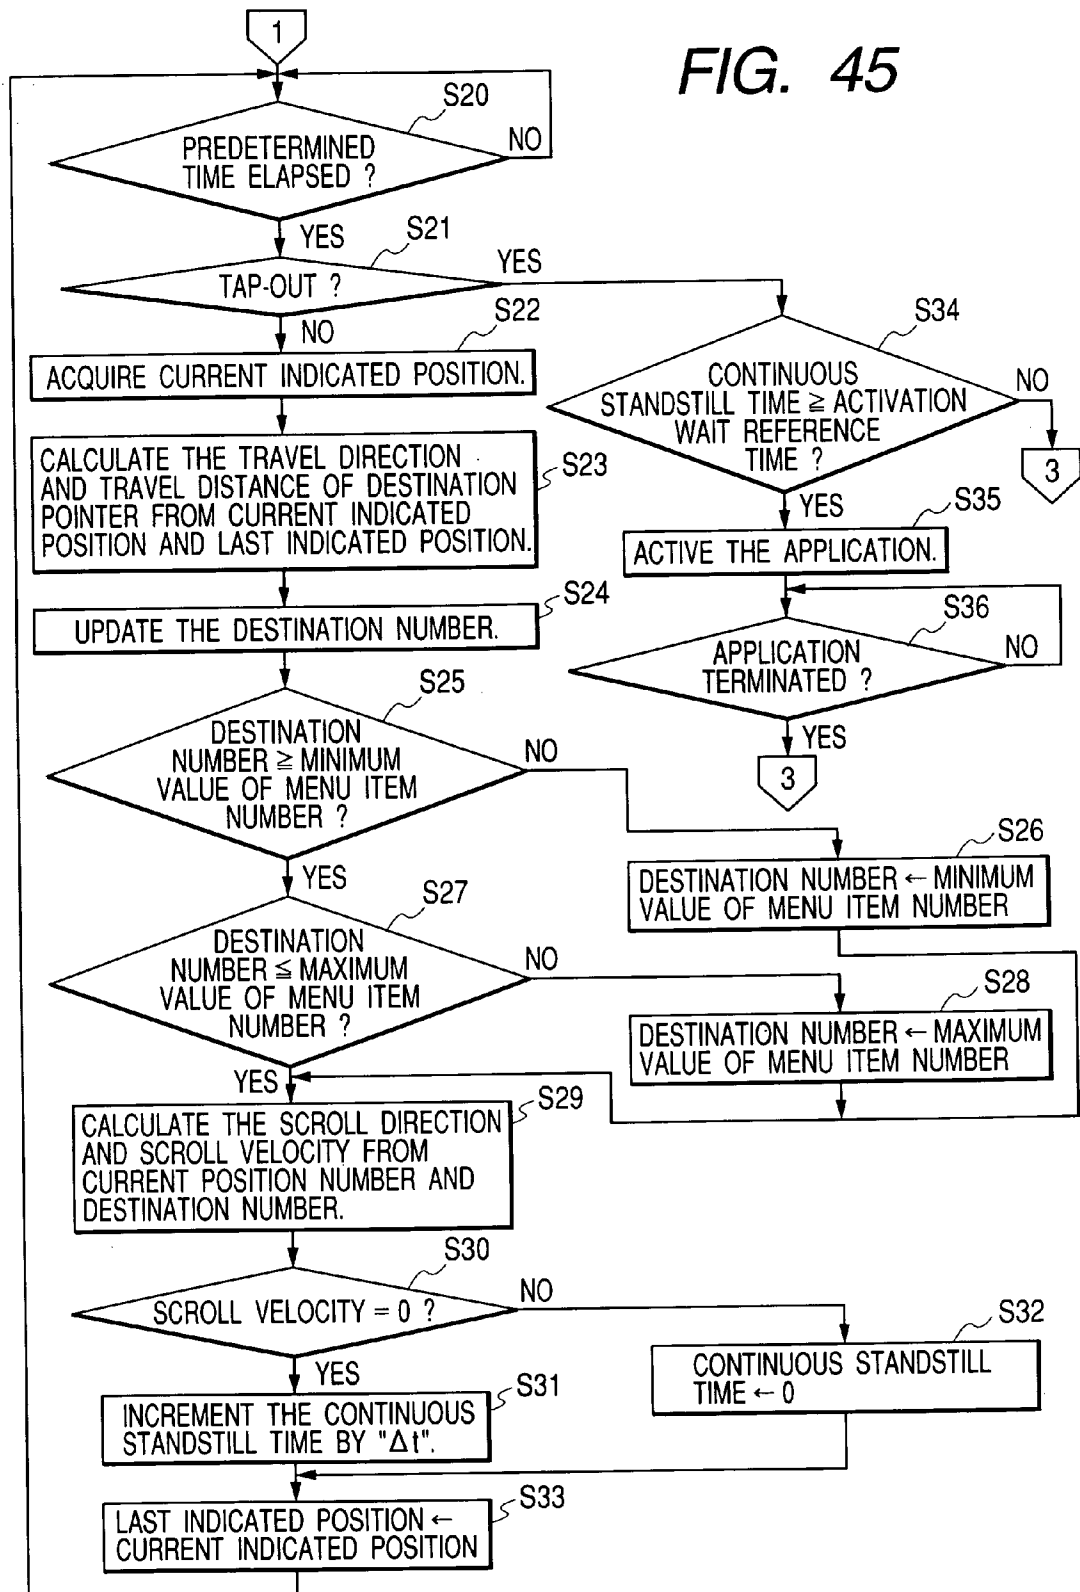 1
FIG. 45
S20
PREDETERMINED
TIME ELAPSED ?
NO
YES
S21
TAP-OUT ?
YES
NO
S22
ACQUIRE CURRENT INDICATED POSITION.
S34
CONTINUOUS
STANDSTILL TIME ≧ ACTIVATION
WAIT REFERENCE
TIME ?
NO
3
YES
S23
CALCULATE THE TRAVEL DIRECTION
AND TRAVEL DISTANCE OF DESTINATION
POINTER FROM CURRENT INDICATED
POSITION AND LAST INDICATED POSITION.
S35
ACTIVE THE APPLICATION.
S24
UPDATE THE DESTINATION NUMBER.
S36
APPLICATION
TERMINATED ?
NO
YES
3
S25
DESTINATION
NUMBER ≧ MINIMUM
VALUE OF MENU ITEM
NUMBER ?
NO
YES
S26
DESTINATION NUMBER ← MINIMUM
VALUE OF MENU ITEM NUMBER
S27
DESTINATION
NUMBER ≦ MAXIMUM
VALUE OF MENU ITEM
NUMBER ?
NO
YES
S28
DESTINATION NUMBER ← MAXIMUM
VALUE OF MENU ITEM NUMBER
S29
CALCULATE THE SCROLL DIRECTION
AND SCROLL VELOCITY FROM
CURRENT POSITION NUMBER AND
DESTINATION NUMBER.
S30
SCROLL VELOCITY = 0 ?
NO
YES
S32
CONTINUOUS STANDSTILL
TIME ← 0
S31
INCREMENT THE CONTINUOUS
STANDSTILL TIME BY "Δt".
S33
LAST INDICATED POSITION ←
CURRENT INDICATED POSITION